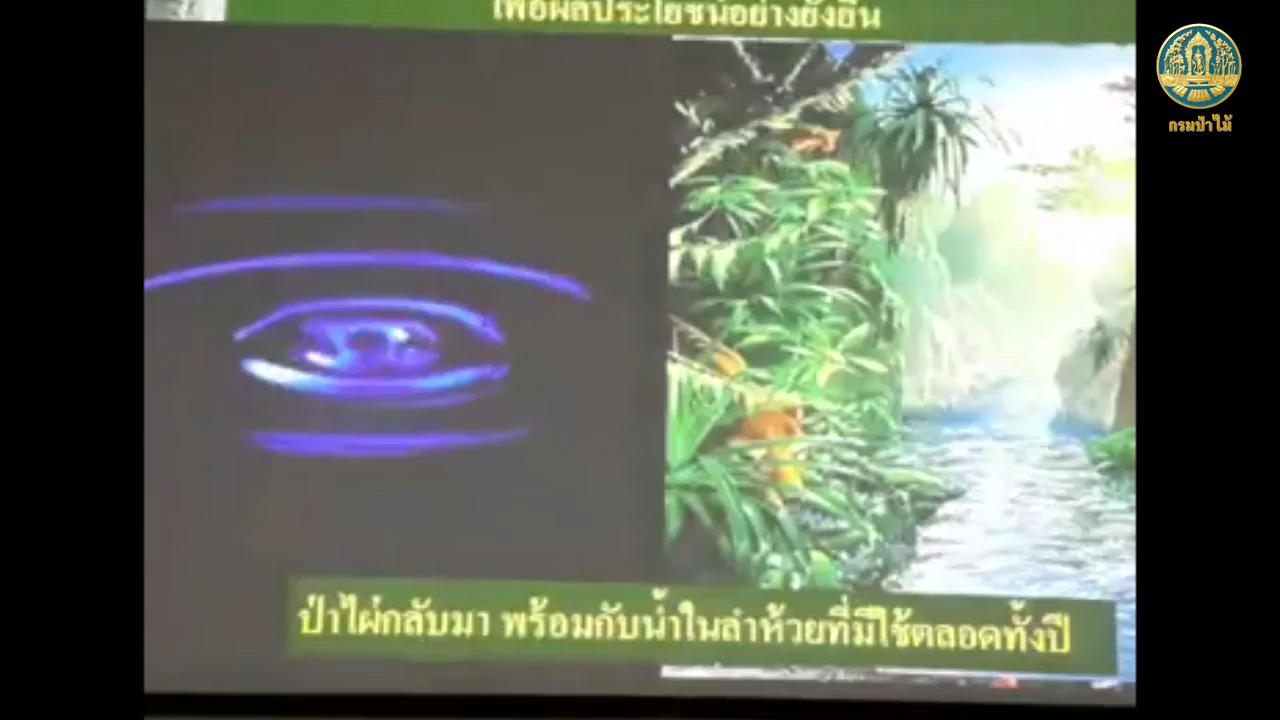 เพื่อผลประโยชน์อย่างยั่งยืน
กรมป่าไม้
ป่าไผ่กลับมา พร้อมกับน้ำในลำห้วยที่มีใช้ตลอดทั้งปี